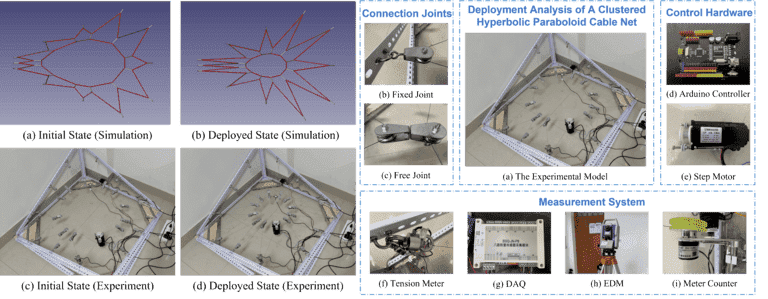 (a) Initial State (Simulation)
(b) Deployed State (Simulation)
(c) Initial State (Experiment)
(d) Deployed State (Experiment)
Connection Joints
(b) Fixed Joint
(c) Free Joint
Deployment Analysis of A Clustered
Hyperbolic Paraboloid Cable Net
(a) The Experimental Model
Control Hardware
(d) Arduino Controller
(e) Step Motor
Measurement System
(f) Tension Meter
(g) DAQ
(h) EDM
(i) Meter Counter